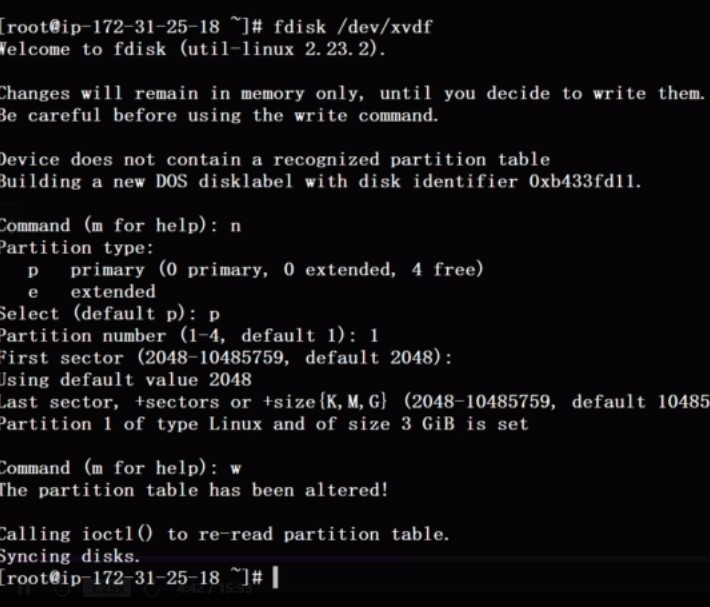 [root@ip-172-31-25-18 ~]# fdisk /dev/xvdf
Welcome to fdisk (util-linux 2.23.2).
Changes will remain in memory only, until you decide to write them.
Be careful before using the write command.
Device does not contain a recognized partition table
Building a new DOS disklabel with disk identifier 0xb433fd11.
Command (m for help): n
Partition type:
p primary (0 primary, 0 extended, 4 free)
e extended
Select (default p): p
Partition number (1-4, default 1): 1
First sector (2048-10485759, default 2048):
Using default value 2048
Last sector, +sectors or +size{K,M,G} (2048-10485759, default 10485
Partition 1 of type Linux and of size 3 GiB is set
Command (m for help): w
The partition table has been altered!
Calling ioctl() to re-read partition table.
Syncing disks.
[root@ip-172-31-25-18 ~]#
4:42 / 15:53